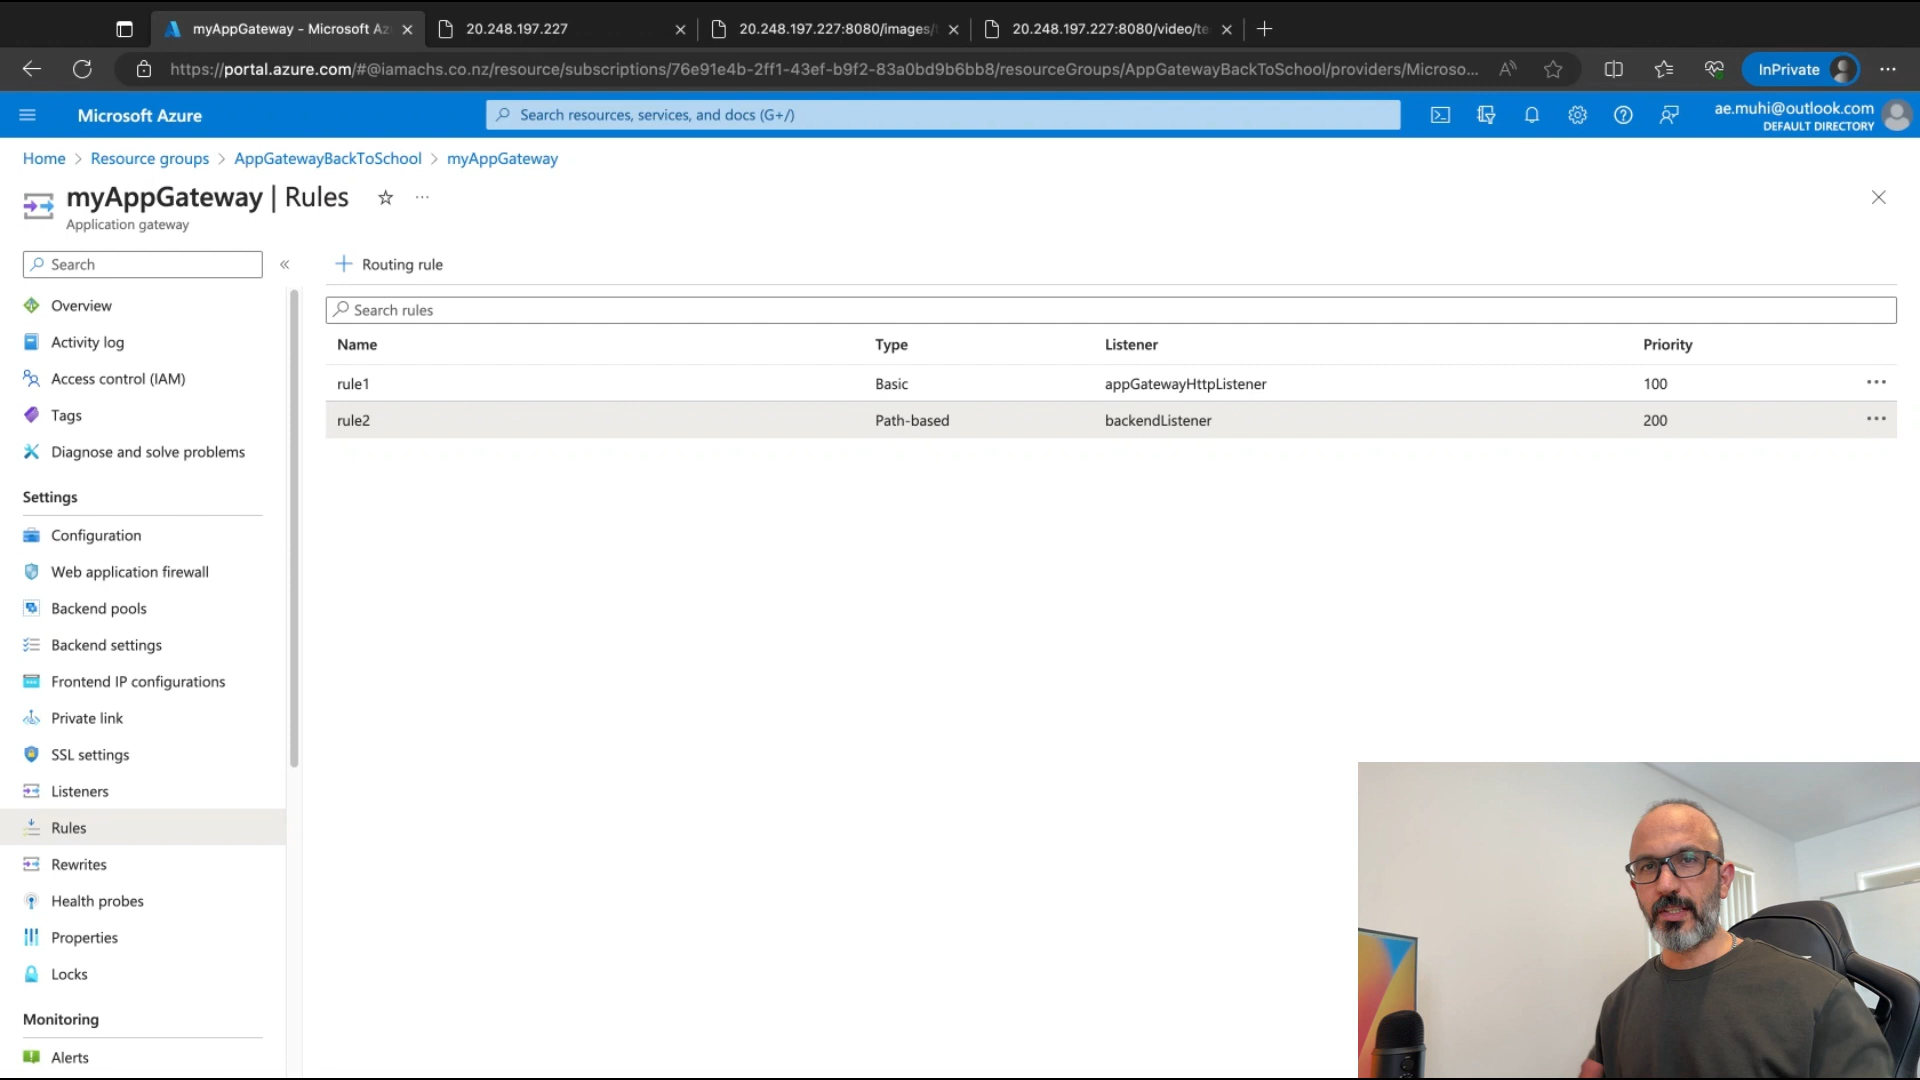 myAppGateway - Microsoft Az
20.248.197.227
20.248.197.227:8080/images/
20.248.197.227:8080/video/te
https://portal.azure.com/#@iamachs.co.nz/resource/subscriptions/76e91e4b-2ff1-43ef-b9f2-83a0bd9b6bb8/resourceGroups/AppGatewayBackToSchool/providers/Microso...
InPrivate
Microsoft Azure
Search resources, services, and docs (G+/)
ae.muhi@outlook.com
DEFAULT DIRECTORY
Home > Resource groups > AppGatewayBackToSchool > myAppGateway
myAppGateway | Rules
Application gateway
Search
Routing rule
Overview
Activity log
Access control (IAM)
Tags
Diagnose and solve problems
Settings
Configuration
Web application firewall
Backend pools
Backend settings
Frontend IP configurations
Private link
SSL settings
Listeners
Rules
Rewrites
Health probes
Properties
Locks
Monitoring
Alerts
Search rules
Name Type Listener Priority
rule1 Basic appGatewayHttpListener 100
rule2 Path-based backendListener 200